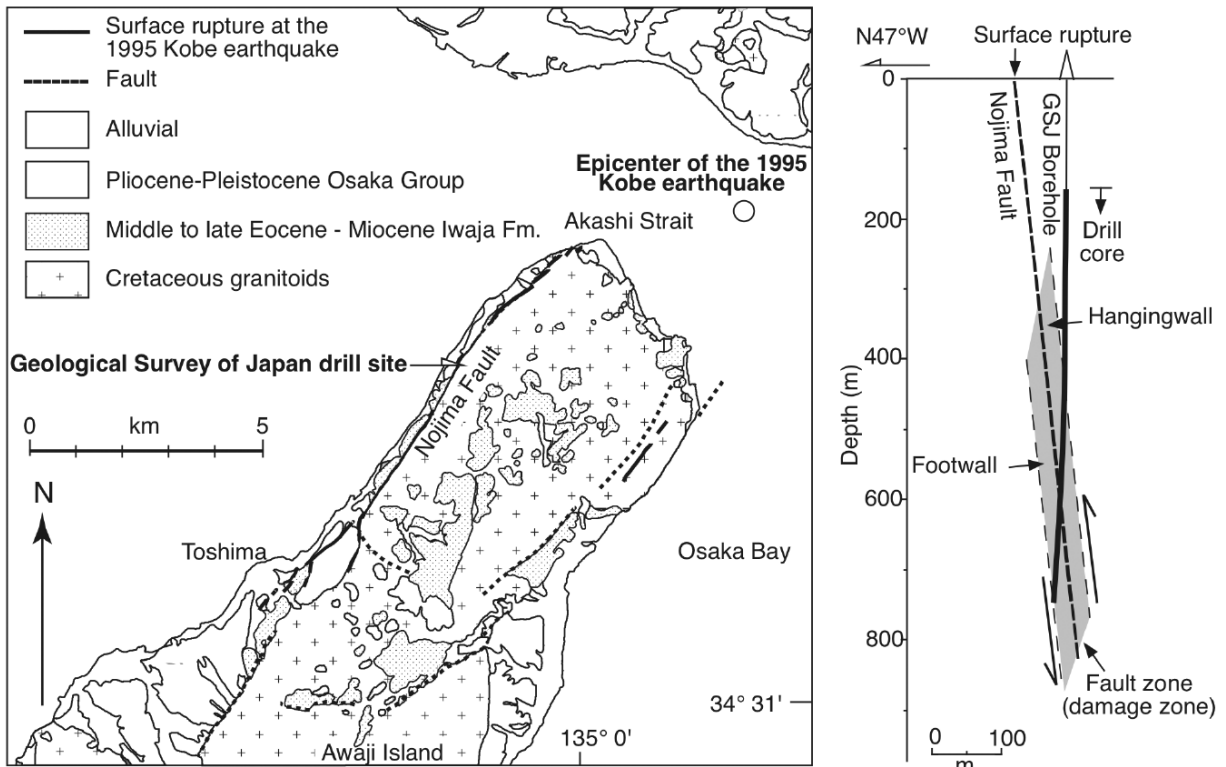 Surface rupture at the
1995 Kobe earthquake
Fault
Alluvial
Pliocene-Pleistocene Osaka Group
Middle to late Eocene - Miocene Iwaja Fm.
Cretaceous granitoids
Epicenter of the 1995
Kobe earthquake
Akashi Strait
Geological Survey of Japan drill site
Nojima Fault
0 km 5
N
Toshima
Osaka Bay
34° 31'
135° 0'
Awaji Island
N47°W
Surface rupture
0
Nojima Fault
GSJ Borehole
200
Drill
core
Hangingwall
400
Depth (m)
Footwall
600
800
Fault zone
(damage zone)
0 100
m